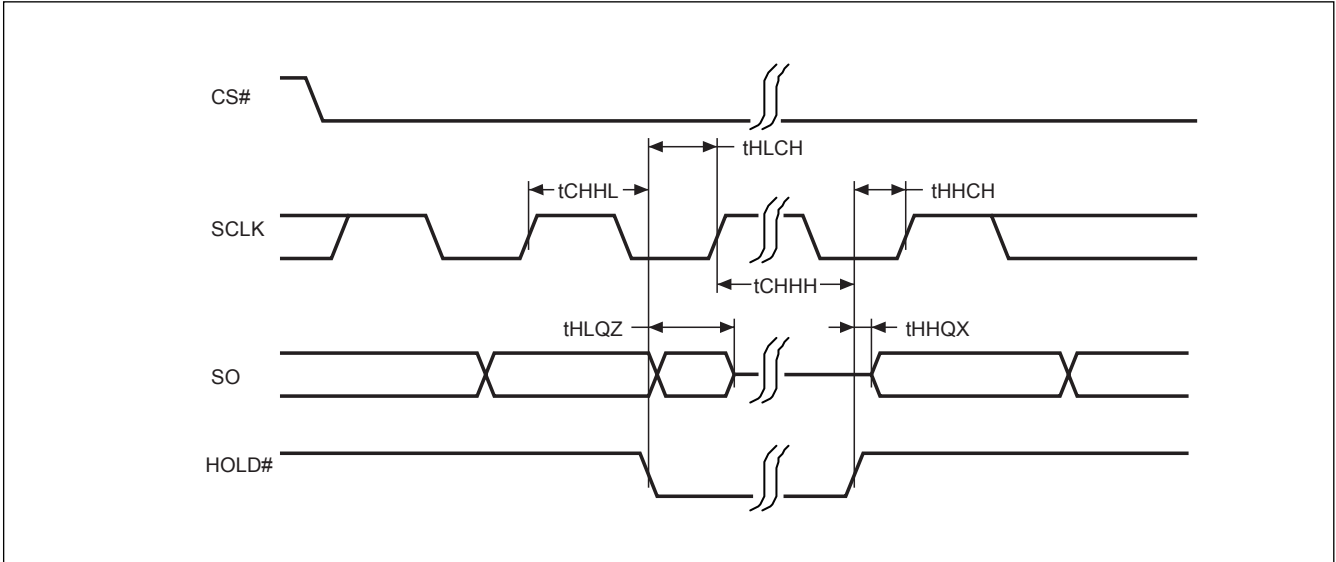 CS#
tHLCH
tCHHL
tHHCH
SCLK
tCHHH
tHLQZ
tHHQX
SO
HOLD#